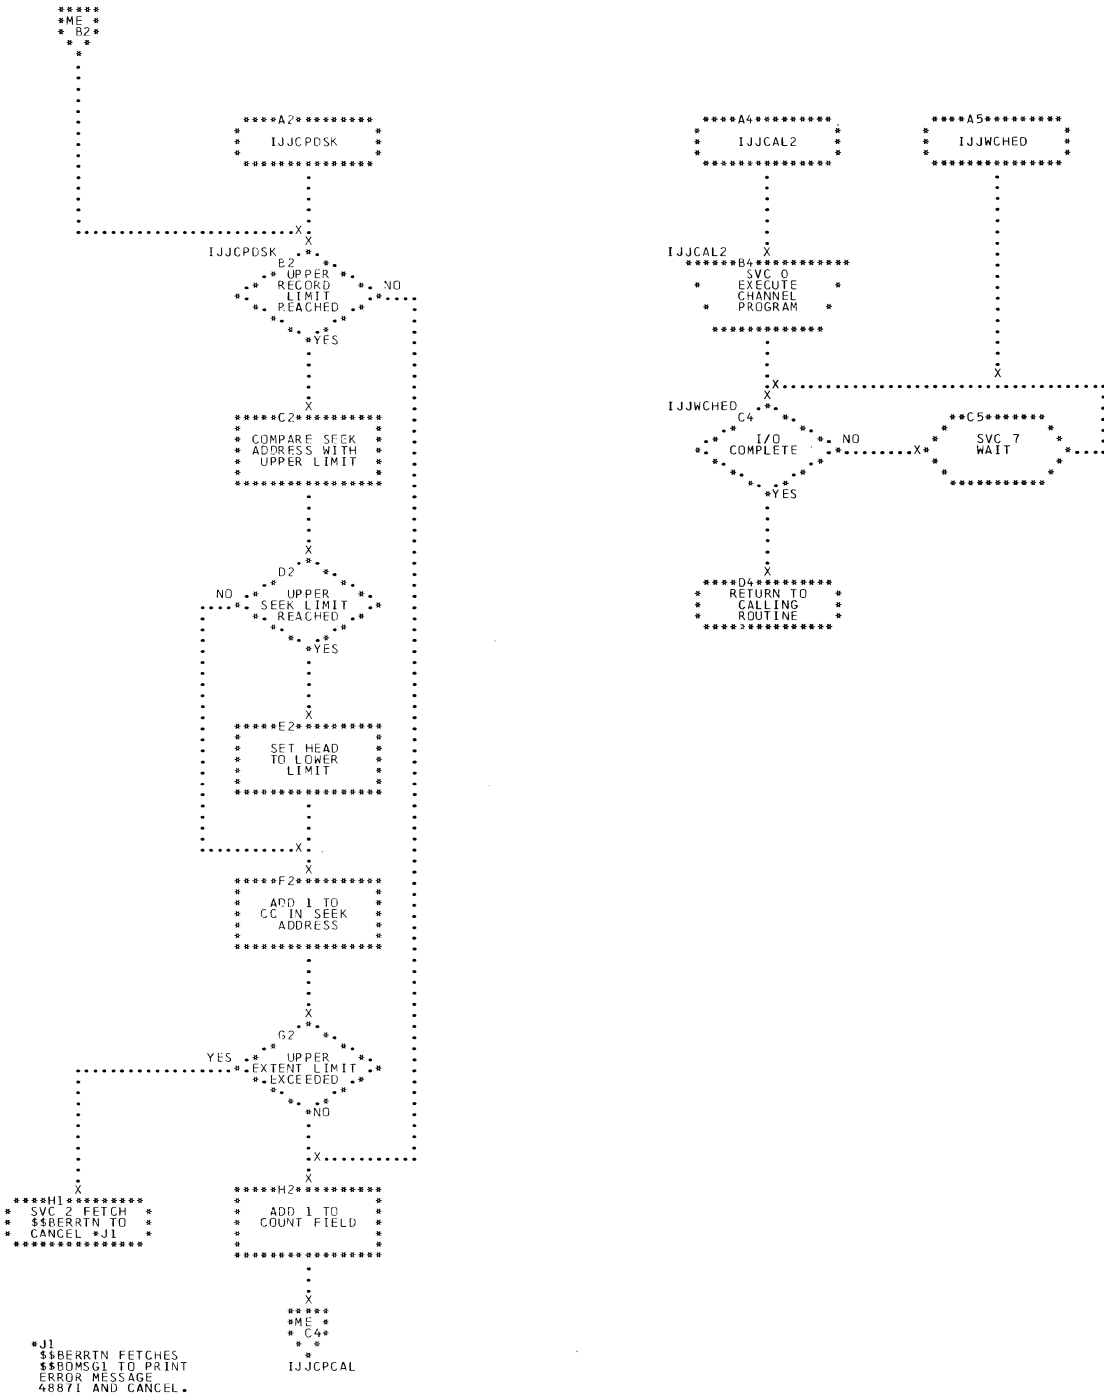 ME
B2
A2
IJJCPDSK
IJJCPDSK
B2
UPPER
RECORD
LIMIT
REACHED
NO
YES
C2
COMPARE SEEK
ADDRESS WITH
UPPER LIMIT
D2
NO
UPPER
SEEK LIMIT
REACHED
YES
E2
SET HEAD
TO LOWER
LIMIT
F2
ADD 1 TO
CC IN SEEK
ADDRESS
G2
YES
UPPER
EXTENT LIMIT
EXCEEDED
NO
H1
SVC 2 FETCH
$$BERRTN TO
CANCEL *J1
H2
ADD 1 TO
COUNT FIELD
ME
C4
IJJCPCAL
*J1
$$BERRTN FETCHES
$$BOMSG1 TO PRINT
ERROR MESSAGE
4887I AND CANCEL.
A4
IJJCAL2
A5
IJJWCHED
IJJCAL2
B4
SVC 0
EXECUTE
CHANNEL
PROGRAM
IJJWCHED
C4
I/O
COMPLETE
NO
YES
C5
SVC 7
WAIT
D4
RETURN TO
CALLING
ROUTINE